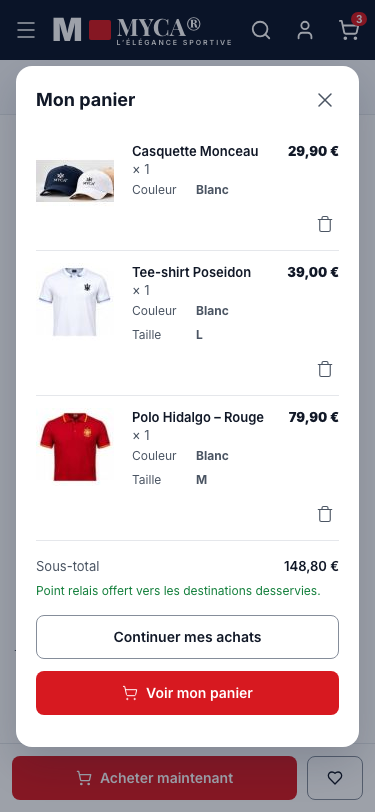 M MYCA®
L'ÉLÉGANCE SPORTIVE
3
Mon panier
Casquette Monceau 29,90 €
× 1
Couleur Blanc
Tee-shirt Poseidon 39,00 €
× 1
Couleur Blanc
Taille L
Polo Hidalgo – Rouge 79,90 €
× 1
Couleur Blanc
Taille M
Sous-total 148,80 €
Point relais offert vers les destinations desservies.
Continuer mes achats
Voir mon panier
Acheter maintenant